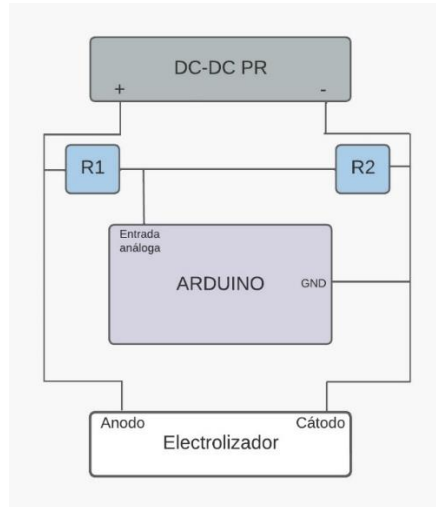 DC-DC PR
+ -
R1
R2
Entrada
análoga
ARDUINO
GND
Anodo
Cátodo
Electrolizador